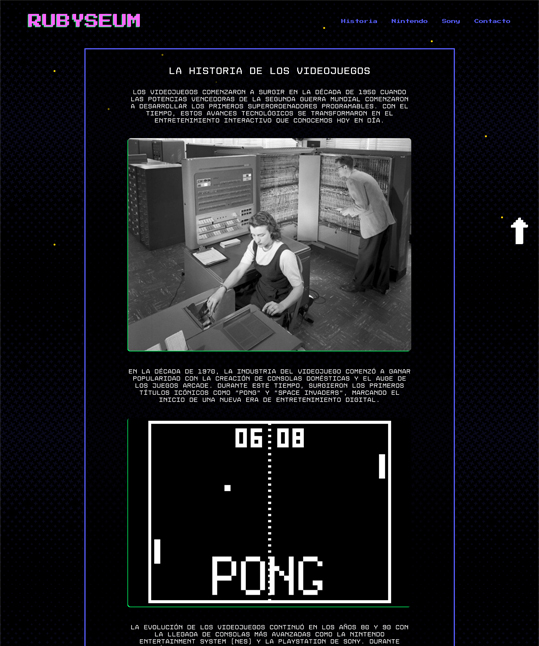 RUBYSEUM
Historia Nintendo Sony Contacto
LA HISTORIA DE LOS VIDEOJUEGOS
LOS VIDEOJUEGOS COMENZARON A SURGIR EN LA DÉCADA DE 1950 CUANDO
LAS POTENCIAS VENCEDORAS DE LA SEGUNDA GUERRA MUNDIAL COMENZARON
A DESARROLLAR LOS PRIMEROS SUPERORDENADORES PROGRAMABLES. CON EL
TIEMPO, ESTOS AVANCES TECNOLÓGICOS SE TRANSFORMARON EN EL
ENTRETENIMIENTO INTERACTIVO QUE CONOCEMOS HOY EN DÍA.
EN LA DÉCADA DE 1970, LA INDUSTRIA DEL VIDEOJUEGO COMENZÓ A GANAR
POPULARIDAD CON LA CREACIÓN DE CONSOLAS DOMÉSTICAS Y EL AUGE DE
LOS JUEGOS ARCADE. DURANTE ESTE TIEMPO, SURGIERON LOS PRIMEROS
TÍTULOS ICÓNICOS COMO "PONG" Y "SPACE INVADERS", MARCANDO EL
INICIO DE UNA NUEVA ERA DE ENTRETENIMIENTO DIGITAL.
06 08
PONG
LA EVOLUCIÓN DE LOS VIDEOJUEGOS CONTINUÓ EN LOS AÑOS 80 Y 90 CON
LA LLEGADA DE CONSOLAS MÁS AVANZADAS COMO LA NINTENDO
ENTERTAINMENT SYSTEM (NES) Y LA PLAYSTATION DE SONY. DURANTE